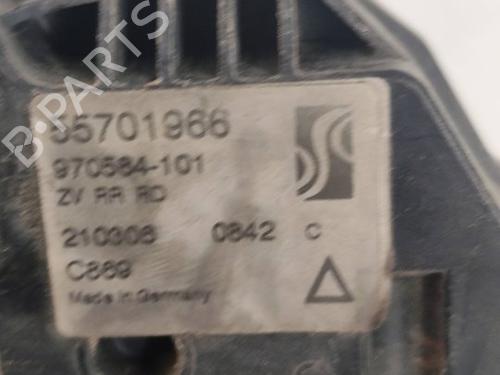 55701966
970584-101
ZV RR RD
210308 0842 C
C869
Made in Germany
B-PARTS